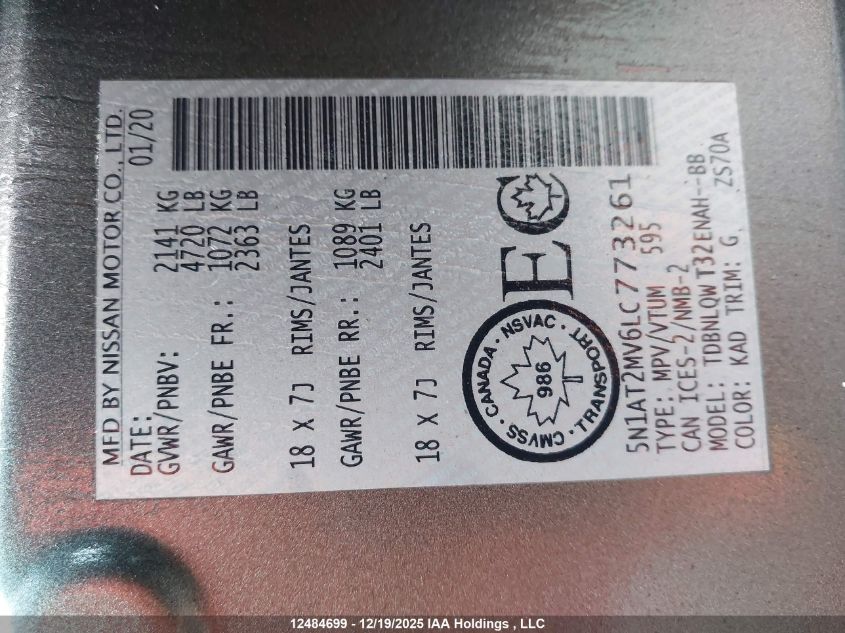 MFD BY NISSAN MOTOR CO., LTD.
DATE: 01/20
GVWR/PNBV: 2141 KG
4720 LB
GAWR/PNBE FR.: 1072 KG
2363 LB
18 X 7J RIMS/JANTES
GAWR/PNBE RR.: 1089 KG
2401 LB
18 X 7J RIMS/JANTES
CANADA · NSVAC · TRANSPORT · CMVSS ·
986
EC
5N1AT2MV6LC773261
TYPE: MPV/VTUM 595
CAN ICES-2/NMB-2
MODEL: TDBNLQWT32ENAH--BB
COLOR: KAD TRIM: G ZS70A
12484699 - 12/19/2025 IAA Holdings , LLC